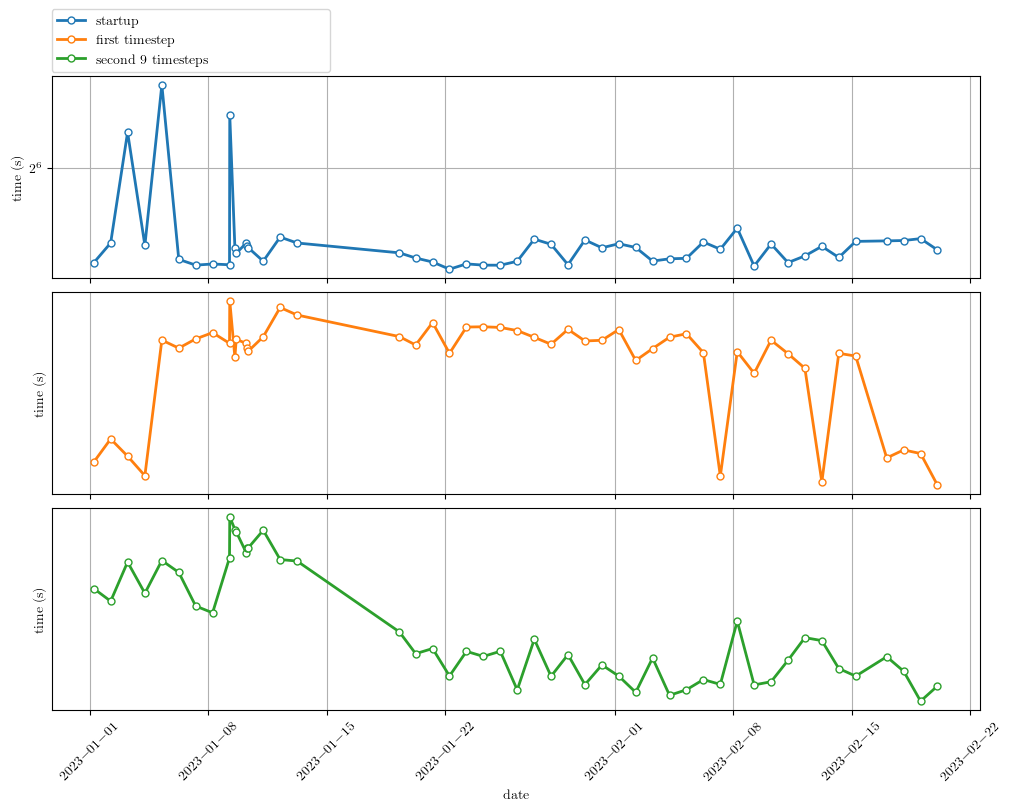 startup
first timestep
second 9 timesteps
time (s)
2⁶
time (s)
time (s)
2023−01−01
2023−01−08
2023−01−15
2023−01−22
2023−02−01
2023−02−08
2023−02−15
2023−02−22
date